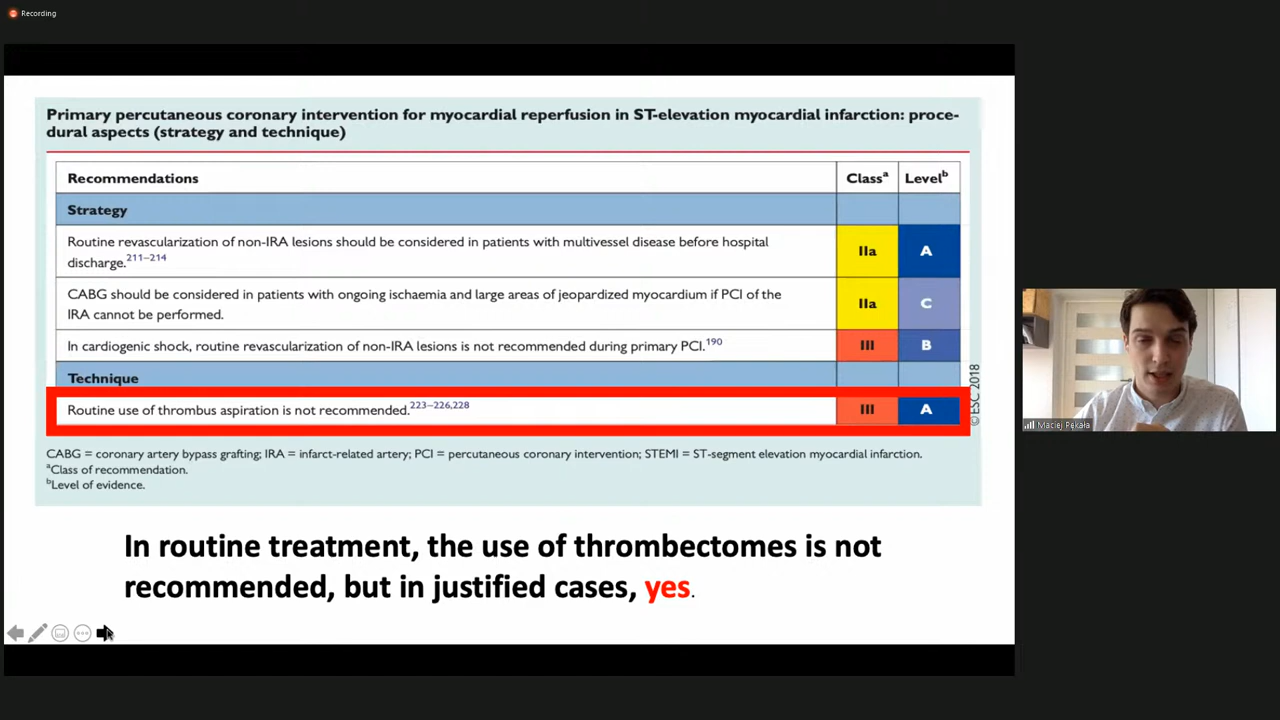 Recording
Primary percutaneous coronary intervention for myocardial reperfusion in ST-elevation myocardial infarction: proce-
dural aspects (strategy and technique)
Recommendations Classᵃ Levelᵇ
Strategy
Routine revascularization of non-IRA lesions should be considered in patients with multivessel disease before hospital
discharge.²¹¹⁻²¹⁴ IIa A
CABG should be considered in patients with ongoing ischaemia and large areas of jeopardized myocardium if PCI of the
IRA cannot be performed. IIa C
In cardiogenic shock, routine revascularization of non-IRA lesions is not recommended during primary PCI.¹⁹⁰ III B
Technique
Routine use of thrombus aspiration is not recommended.²²³⁻²²⁶,²²⁸ III A
©ESC 2018
CABG = coronary artery bypass grafting; IRA = infarct-related artery; PCI = percutaneous coronary intervention; STEMI = ST-segment elevation myocardial infarction.
ᵃClass of recommendation.
ᵇLevel of evidence.
In routine treatment, the use of thrombectomes is not
recommended, but in justified cases, yes.
Maciej Pękala